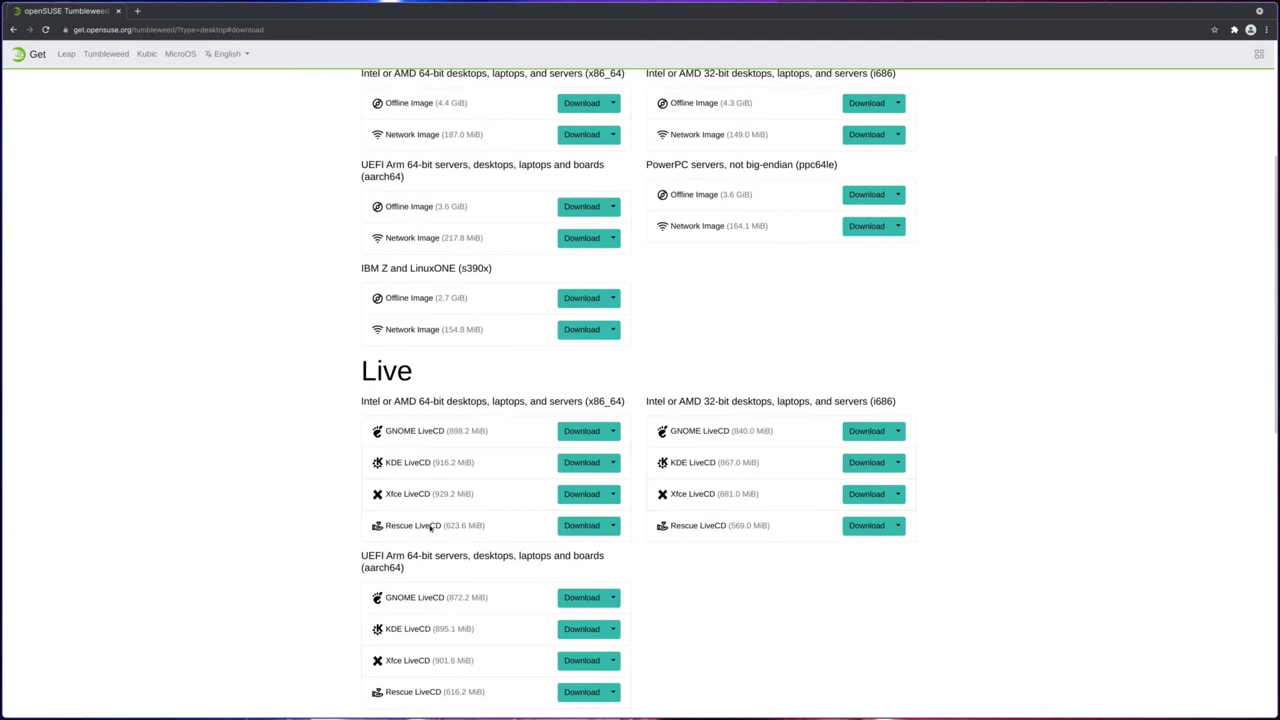 openSUSE Tumbleweed
get.opensuse.org/tumbleweed/?type=desktop#download
Get Leap Tumbleweed Kubic MicroOS English
Intel or AMD 64-bit desktops, laptops, and servers (x86_64)
Offline Image (4.4 GiB) Download
Network Image (187.0 MiB) Download
Intel or AMD 32-bit desktops, laptops, and servers (i686)
Offline Image (4.3 GiB) Download
Network Image (149.0 MiB) Download
UEFI Arm 64-bit servers, desktops, laptops and boards
(aarch64)
Offline Image (3.6 GiB) Download
Network Image (217.8 MiB) Download
PowerPC servers, not big-endian (ppc64le)
Offline Image (3.6 GiB) Download
Network Image (164.1 MiB) Download
IBM Z and LinuxONE (s390x)
Offline Image (2.7 GiB) Download
Network Image (154.8 MiB) Download
Live
Intel or AMD 64-bit desktops, laptops, and servers (x86_64)
GNOME LiveCD (898.2 MiB) Download
KDE LiveCD (916.2 MiB) Download
Xfce LiveCD (929.2 MiB) Download
Rescue LiveCD (623.6 MiB) Download
Intel or AMD 32-bit desktops, laptops, and servers (i686)
GNOME LiveCD (840.0 MiB) Download
KDE LiveCD (867.0 MiB) Download
Xfce LiveCD (881.0 MiB) Download
Rescue LiveCD (569.0 MiB) Download
UEFI Arm 64-bit servers, desktops, laptops and boards
(aarch64)
GNOME LiveCD (872.2 MiB) Download
KDE LiveCD (895.1 MiB) Download
Xfce LiveCD (901.6 MiB) Download
Rescue LiveCD (616.2 MiB) Download